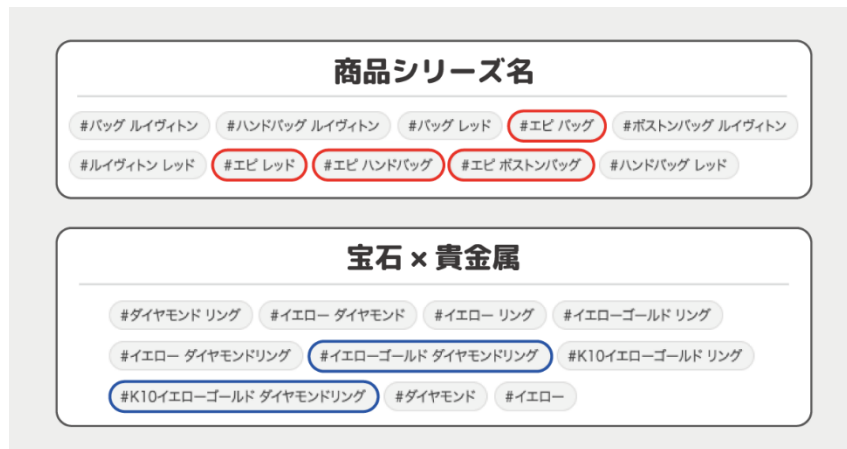 商品シリーズ名
#バッグ ルイヴィトン #ハンドバッグ ルイヴィトン #バッグ レッド #エピ バッグ #ボストンバッグ ルイヴィトン
#ルイヴィトン レッド #エピ レッド #エピ ハンドバッグ #エピ ボストンバッグ #ハンドバッグ レッド
宝石 × 貴金属
#ダイヤモンド リング #イエロー ダイヤモンド #イエロー リング #イエローゴールド リング
#イエロー ダイヤモンドリング #イエローゴールド ダイヤモンドリング #K10イエローゴールド リング
#K10イエローゴールド ダイヤモンドリング #ダイヤモンド #イエロー